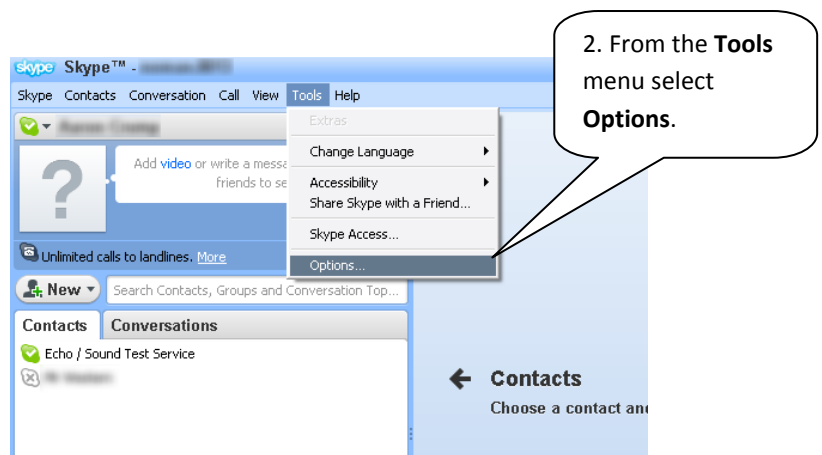 2. From the Tools
menu select
Options.
skype Skype™ -
Skype Contacts Conversation Call View Tools Help
Extras
Change Language
Add video or write a messa
friends to se
Accessibility
Share Skype with a Friend...
Skype Access...
Unlimited calls to landlines. More
Options...
New Search Contacts, Groups and Conversation Top...
Contacts Conversations
Echo / Sound Test Service
Contacts
Choose a contact an